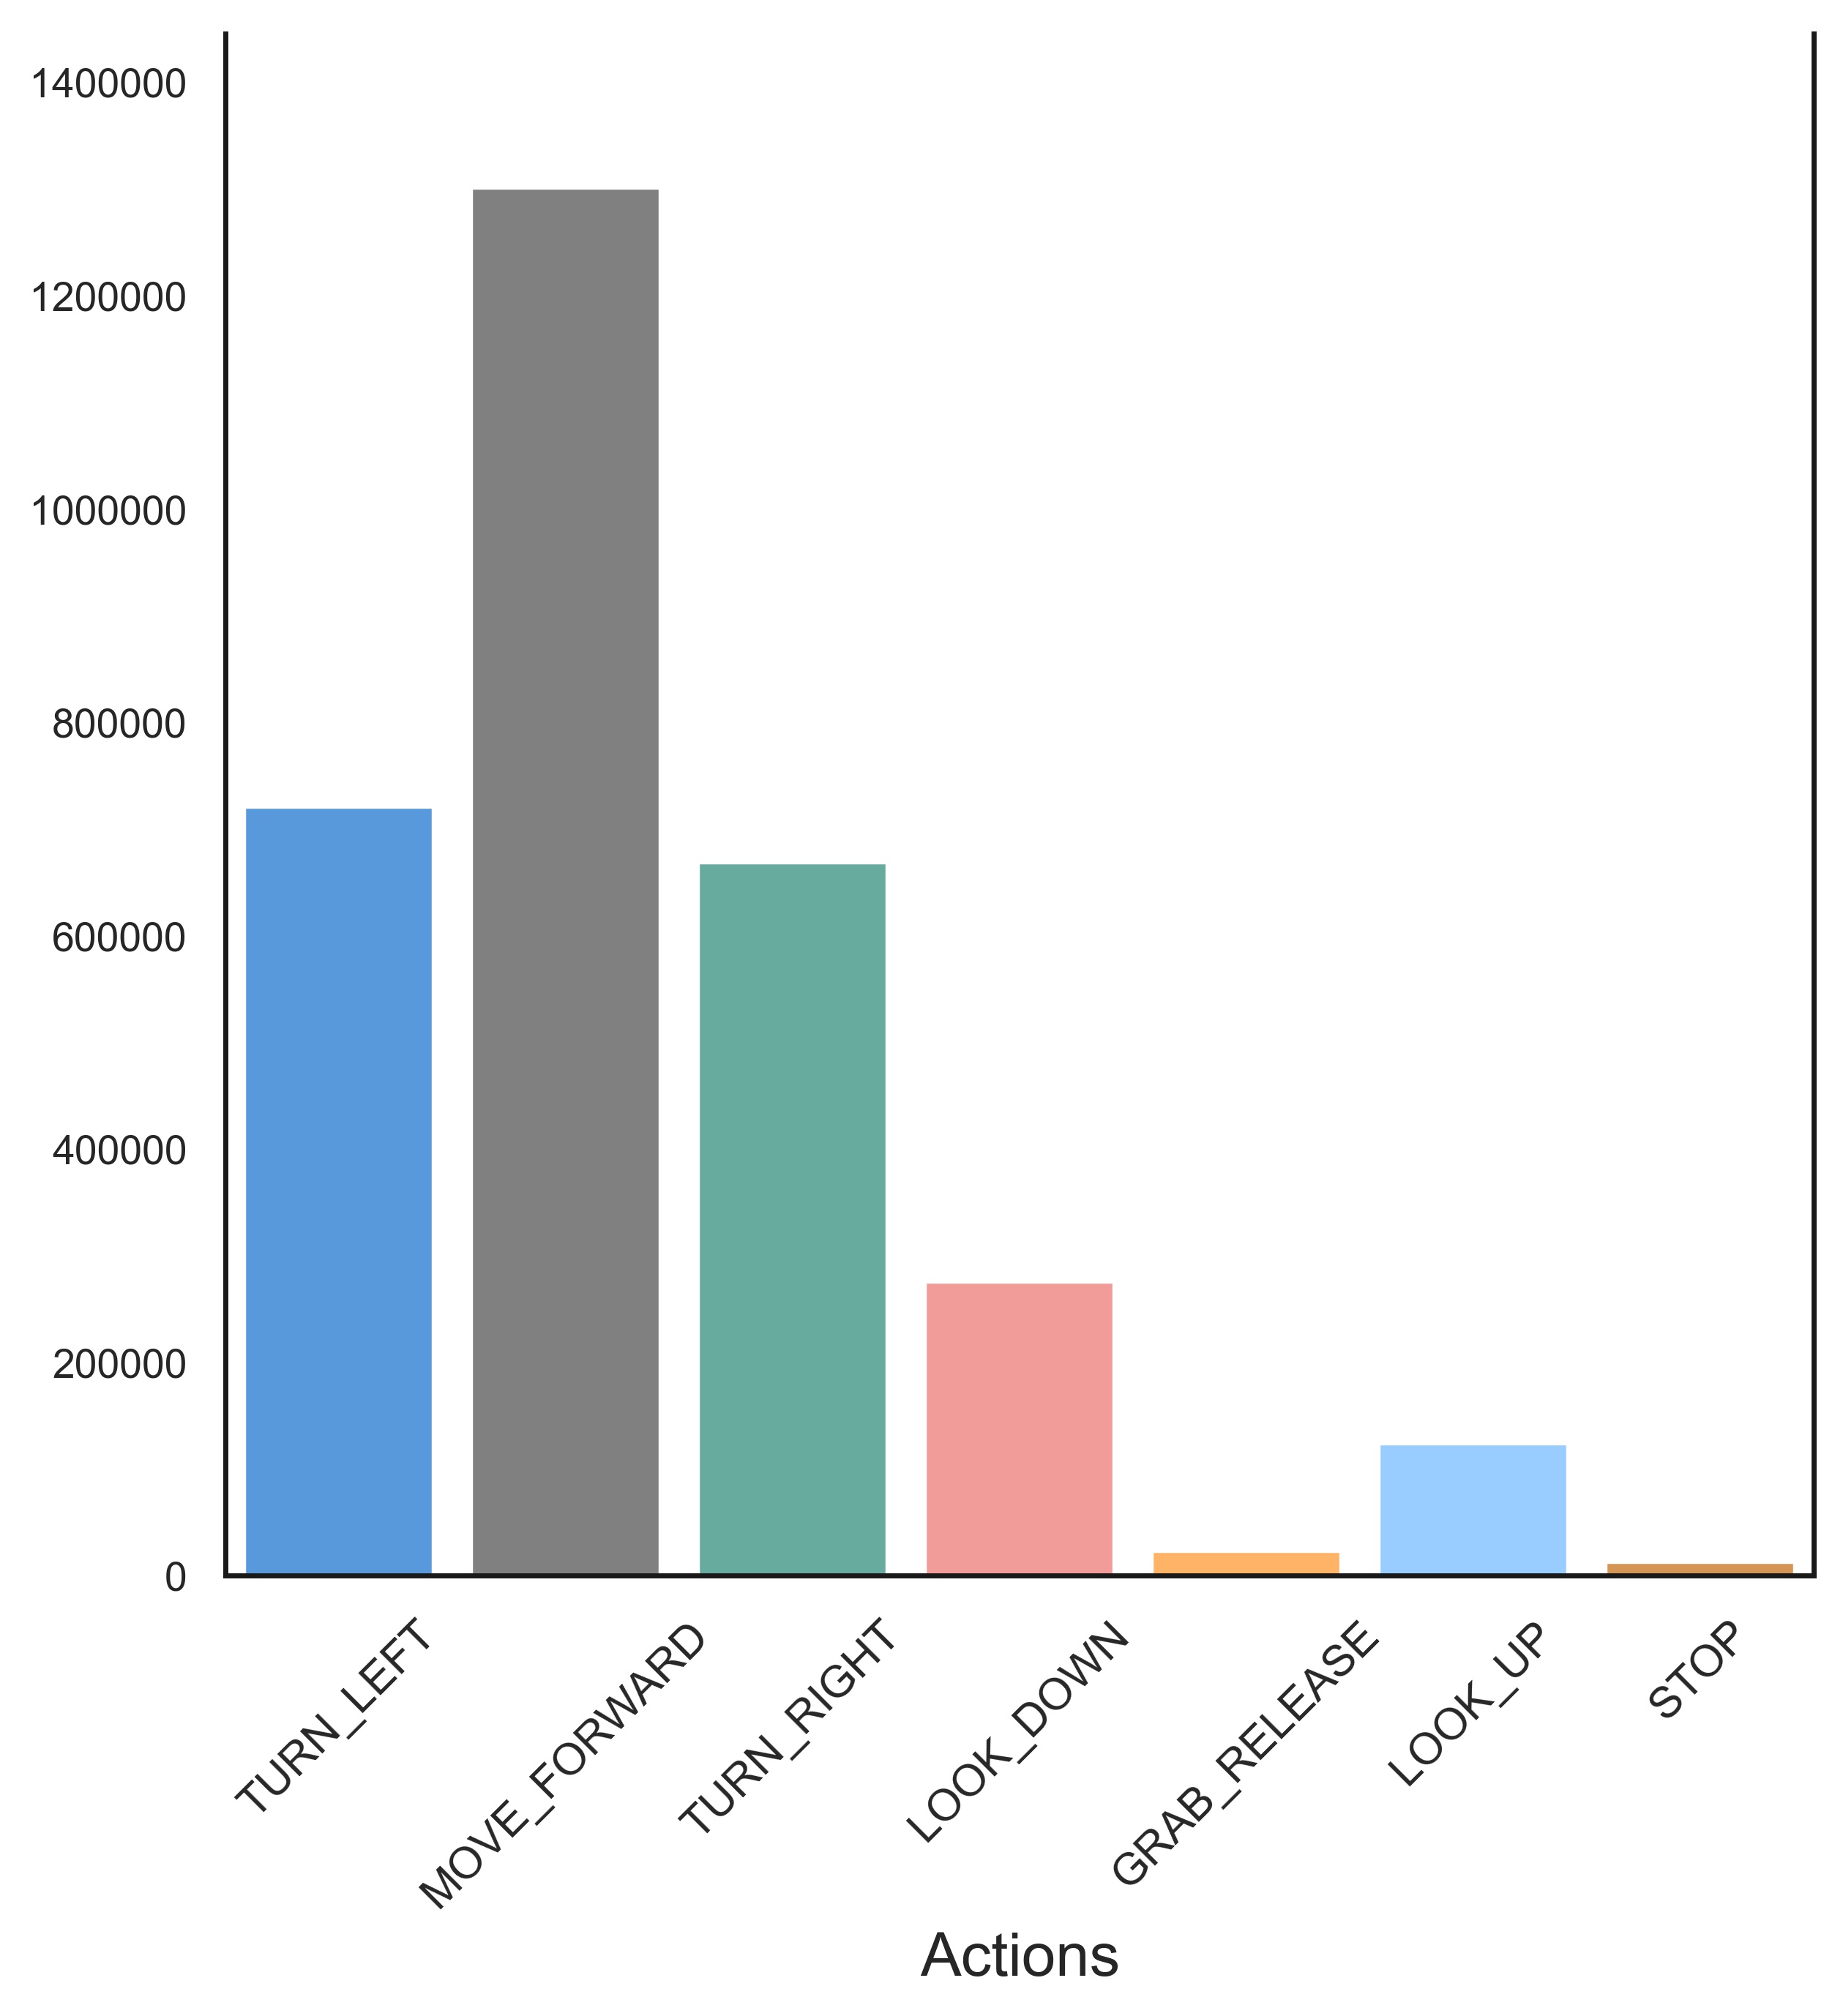 1400000
1200000
1000000
800000
600000
400000
200000
0
TURN_LEFT
MOVE_FORWARD
TURN_RIGHT
LOOK_DOWN
GRAB_RELEASE
LOOK_UP
STOP
Actions